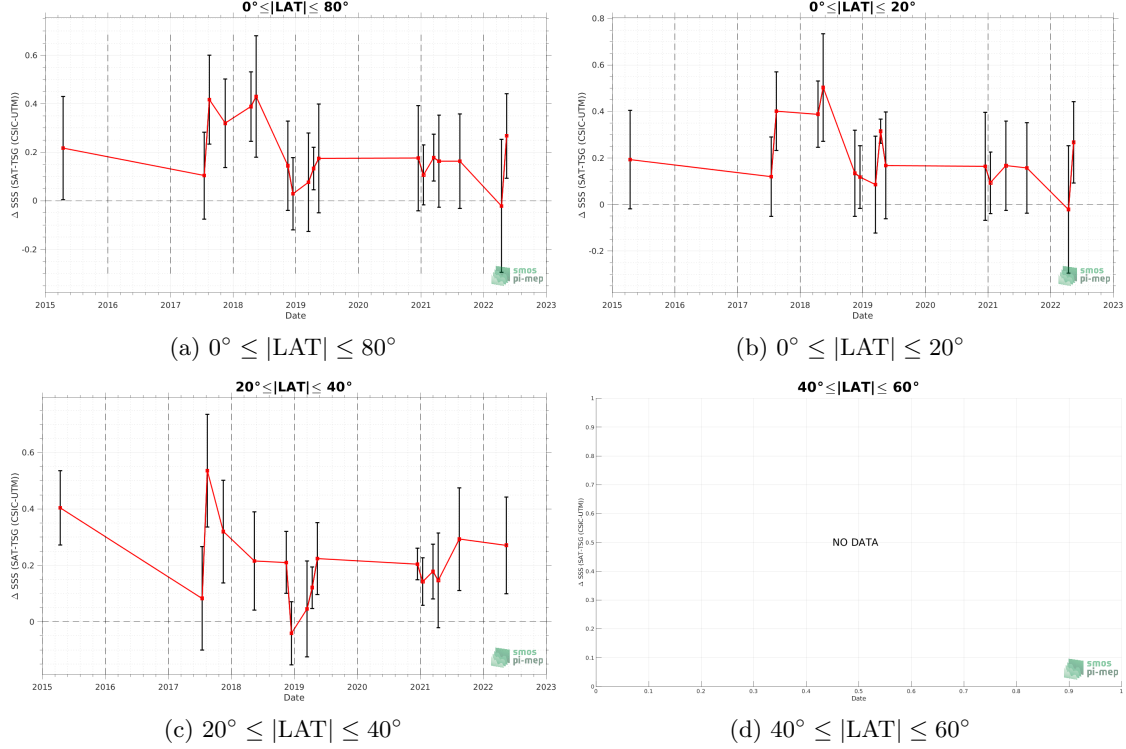 0°≤|LAT|≤ 80°
Δ SSS (SAT-TSG (CSIC-UTM))
0.6
0.4
0.2
0
-0.2
2015 2016 2017 2018 2019 2020 2021 2022 2023
Date
smos
pi-mep
(a) 0° ≤ |LAT| ≤ 80°
0°≤|LAT|≤ 20°
Δ SSS (SAT-TSG (CSIC-UTM))
0.8
0.6
0.4
0.2
0
-0.2
2015 2016 2017 2018 2019 2020 2021 2022 2023
Date
smos
pi-mep
(b) 0° ≤ |LAT| ≤ 20°
20°≤|LAT|≤ 40°
Δ SSS (SAT-TSG (CSIC-UTM))
0.6
0.4
0.2
0
2015 2016 2017 2018 2019 2020 2021 2022 2023
Date
smos
pi-mep
(c) 20° ≤ |LAT| ≤ 40°
40°≤|LAT|≤ 60°
Δ SSS (SAT-TSG (CSIC-UTM))
1
0.9
0.8
0.7
0.6
0.5
0.4
0.3
0.2
0.1
0
NO DATA
0 0.1 0.2 0.3 0.4 0.5 0.6 0.7 0.8 0.9 1
Date
smos
pi-mep
(d) 40° ≤ |LAT| ≤ 60°